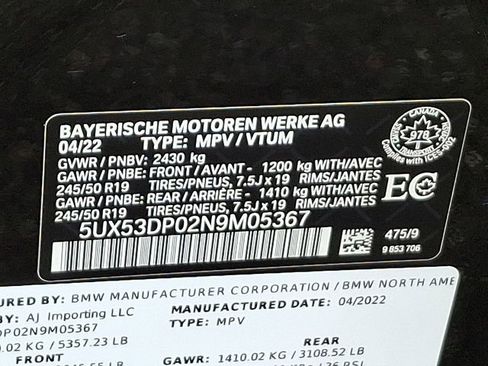 BAYERISCHE MOTOREN WERKE AG
04/22 TYPE: MPV / VTUM
GVWR / PNBV: 2430 kg
GAWR / PNBE: FRONT / AVANT - 1200 kg WITH/AVEC
245/50 R19 TIRES/PNEUS, 7.5J x 19 RIMS/JANTES
GAWR / PNBE: REAR / ARRIÈRE - 1410 kg WITH/AVEC
245/50 R19 TIRES/PNEUS, 7.5J x 19 RIMS/JANTES
5UX53DP02N9M05367
CANADA
978
TRANSPORT
Complies with ICES-002
EC
475/9
9 853 706
URED BY: BMW MANUFACTURER CORPORATION / BMW NORTH AME
BY: AJ Importing LLC MANUFACTURED DATE: 04/2022
DP02N9M05367 TYPE: MPV
.02 KG / 5357.23 LB
FRONT REAR
GAWR: 1410.02 KG / 3108.52 LB